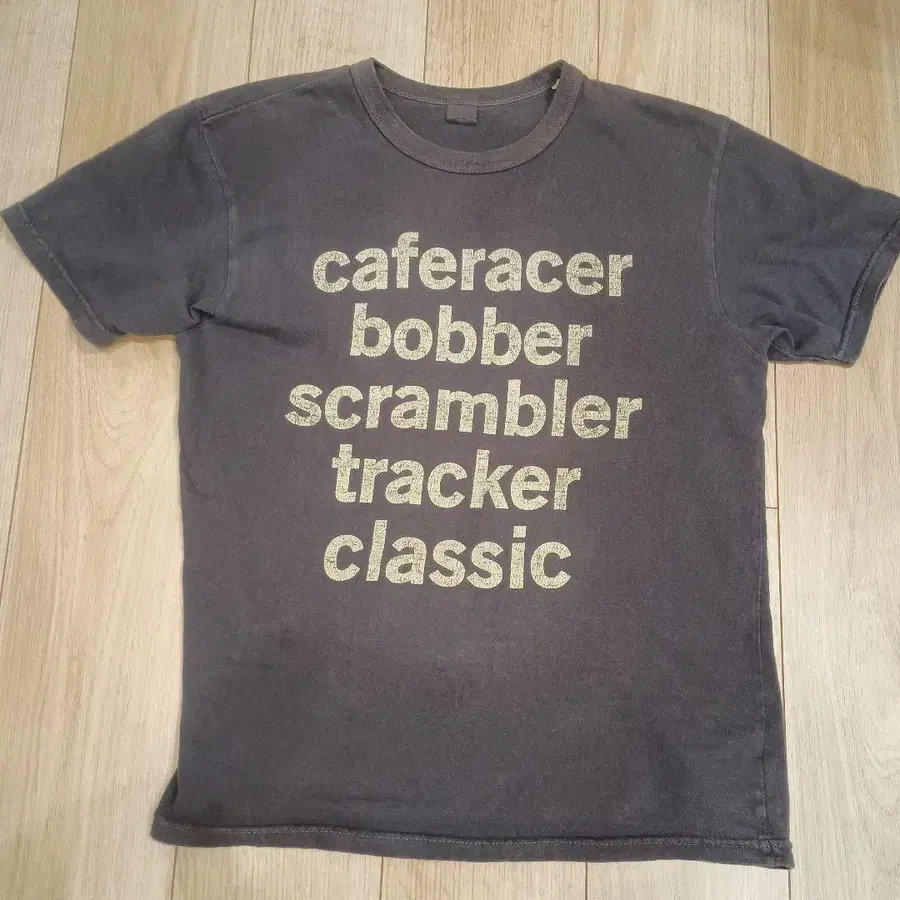 caferacer
bobber
scrambler
tracker
classic